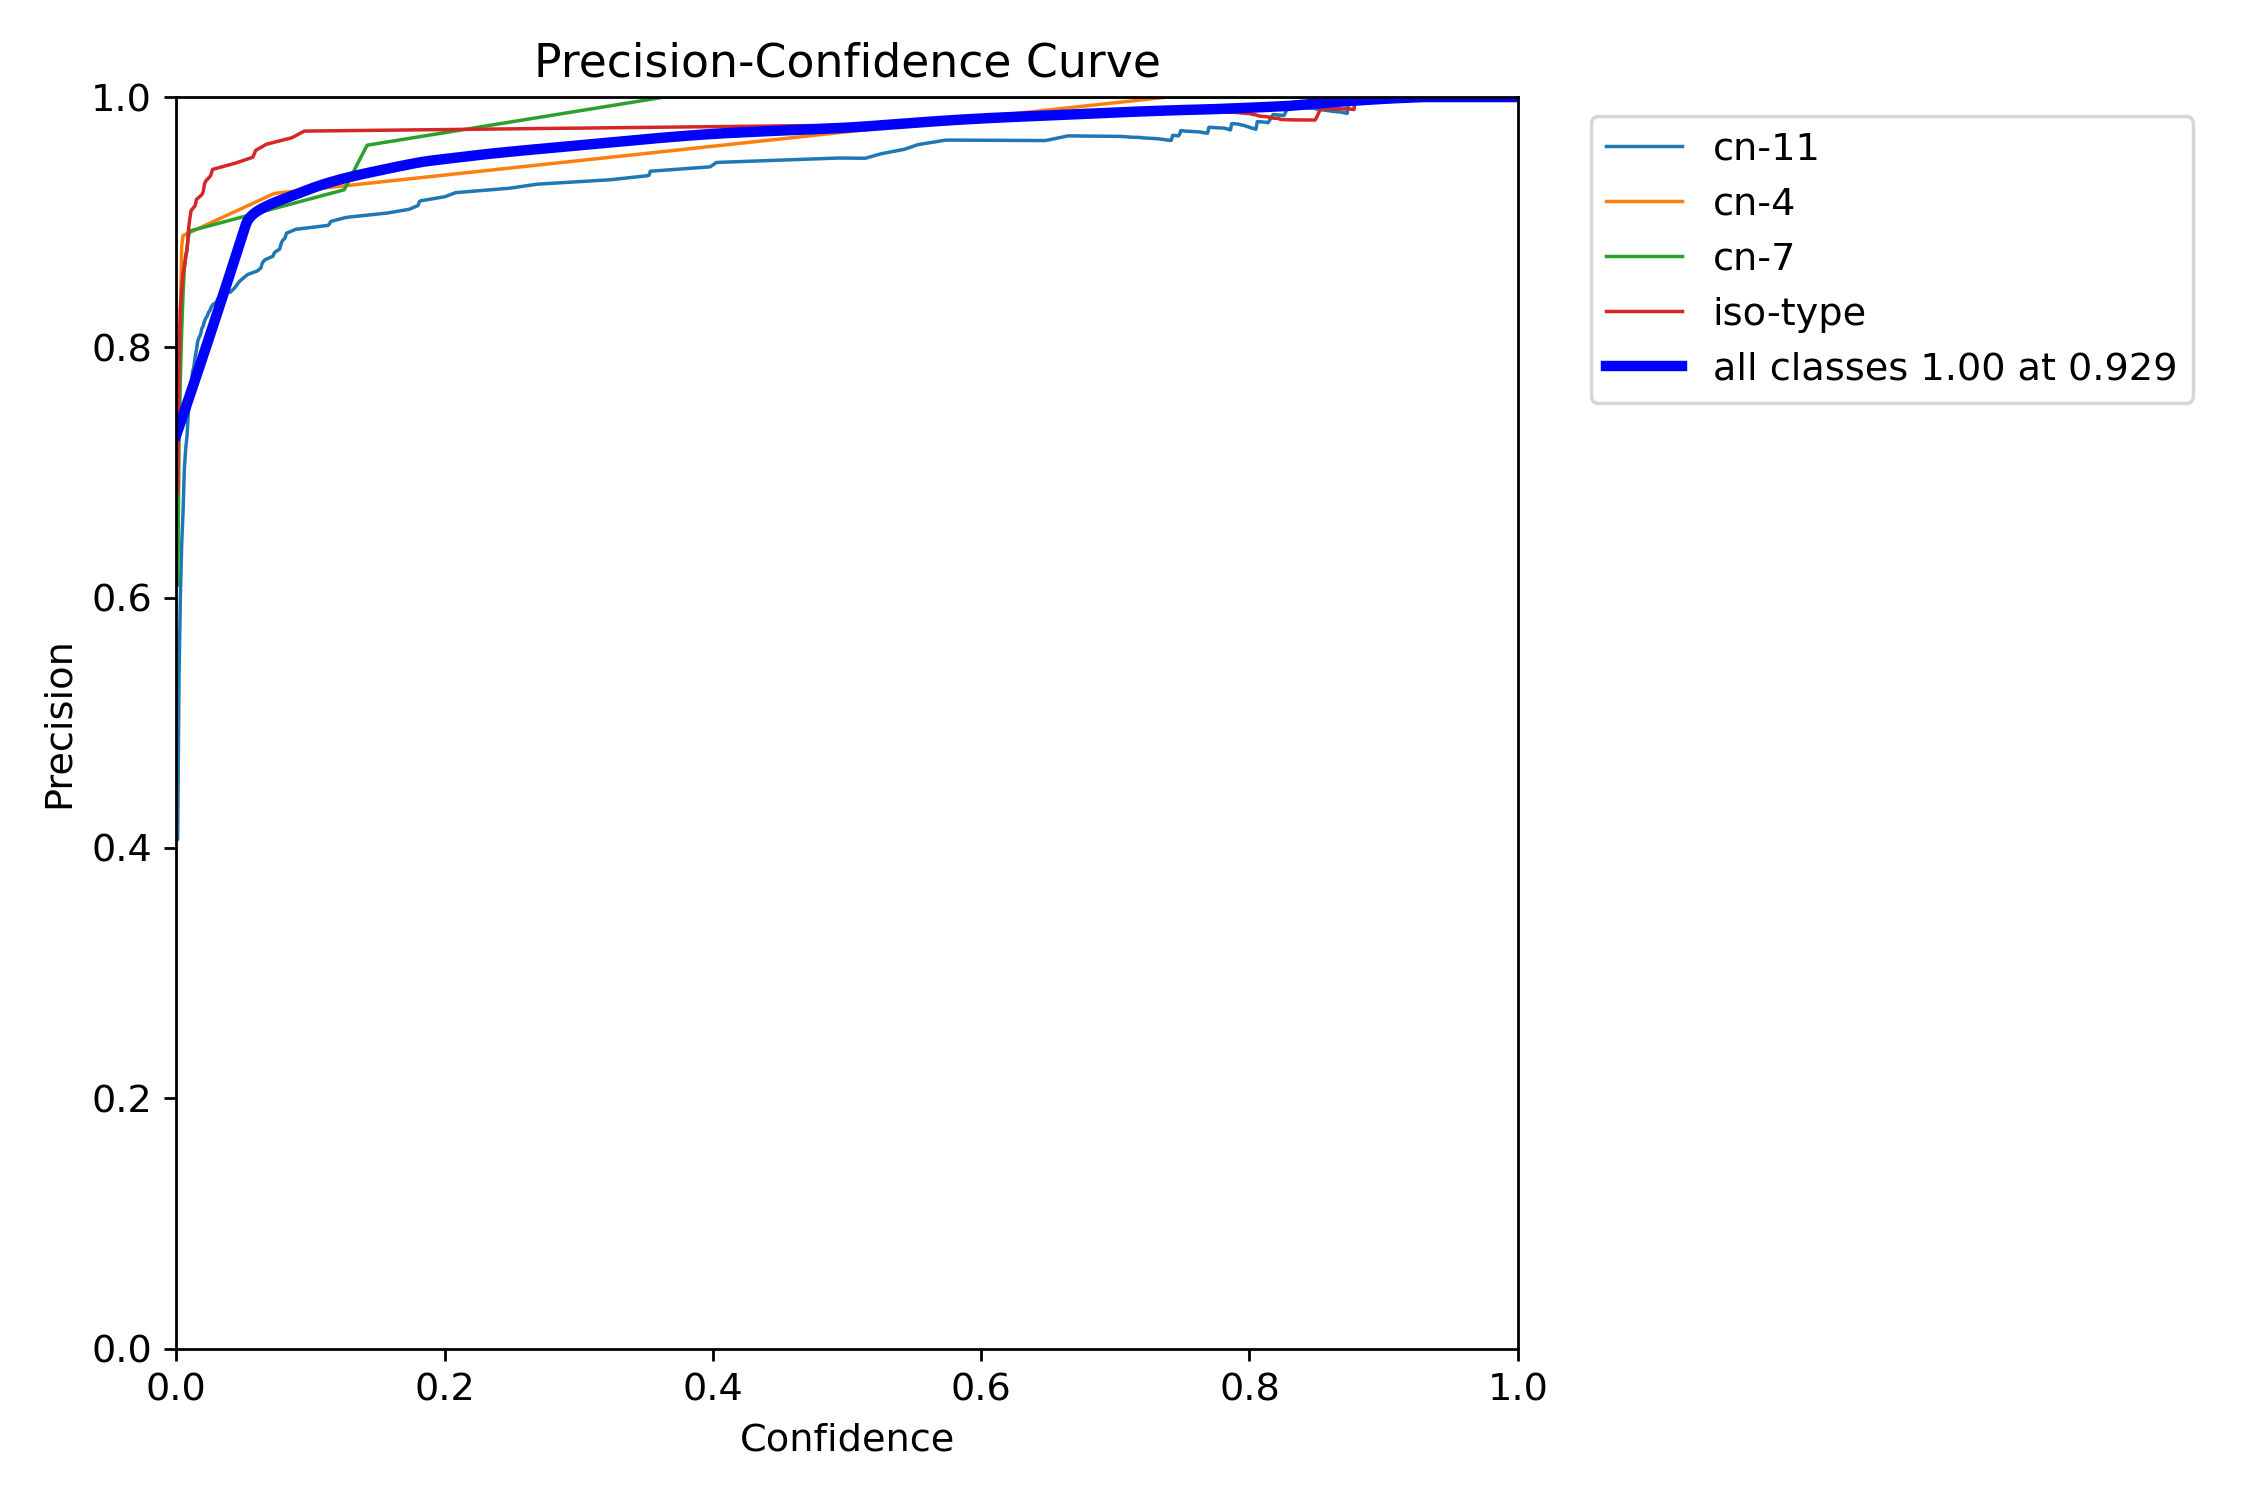 Precision-Confidence Curve
1.0
0.8
0.6
0.4
0.2
0.0
Precision
0.0 0.2 0.4 0.6 0.8 1.0
Confidence
cn-11
cn-4
cn-7
iso-type
all classes 1.00 at 0.929